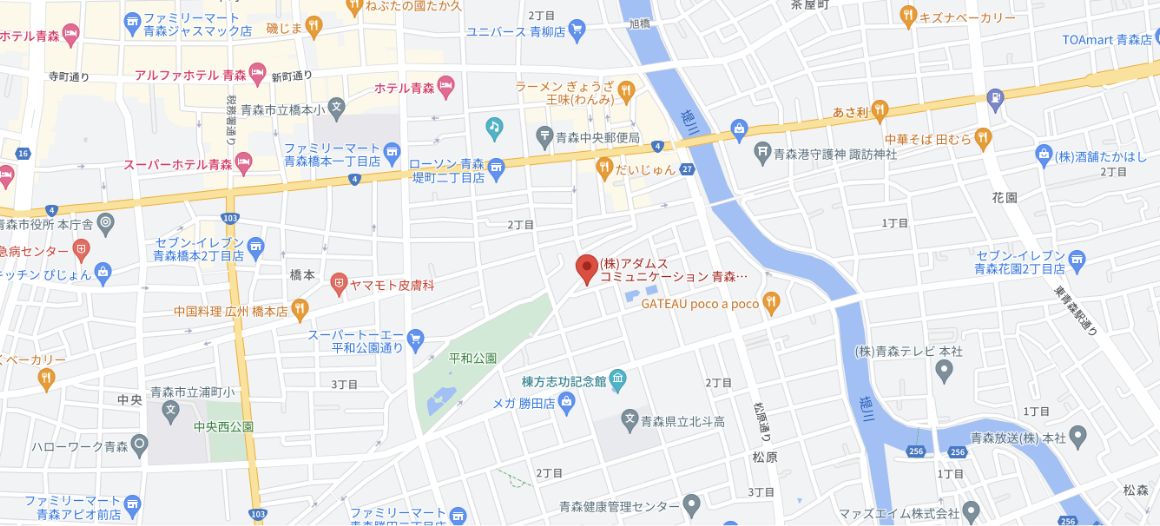 ねぶたの國たか久
2丁目
茶屋町
ファミリーマート
青森ジャスマック店
磯じま
旭橋
キズナベーカリー
ホテル青森
ユニバース 青柳店
TOAmart 青森店
寺町通り
アルファホテル 青森
新町通り
ホテル青森
ラーメン ぎょうざ
王味(わんみ)
税務署通り
青森市立橋本小
堤川
あさ利
青森中央郵便局
4
中華そば 田むら
16
ファミリーマート
青森橋本一丁目店
青森港守護神 諏訪神社
(株)酒舗たかはし
スーパーホテル青森
ローソン 青森
堤町二丁目店
だいじゅん
27
2丁目
4
花園
4
103
2丁目
1丁目
青森市役所 本庁舎
急病センター
セブン-イレブン
青森橋本2丁目店
(株)アダムス
コミュニケーション 青森…
セブン-イレブン
青森花園2丁目店
キッチン ぴじょん
橋本
ヤマモト皮膚科
中国料理 広州 橋本店
GATEAU poco a poco
東青森駅通り
スーパートーエー
平和公園通り
平和公園
(株)青森テレビ 本社
くベーカリー
棟方志功記念館
3丁目
2丁目
青森市立浦町小
中央
メガ 勝田店
堤川
1丁目
中央西公園
青森県立北斗高
松原通り
ハローワーク青森
青森放送(株) 本社
256
256
松原
2丁目
1丁目
3丁目
松森
ファミリーマート
青森アピオ前店
103
ファミリーマート
青森勝田二丁目店
青森健康管理センター
マァズエイム株式会社
256